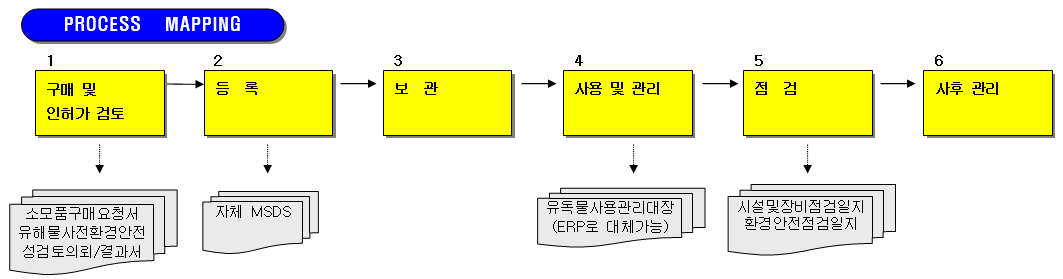 PROCESS MAPPING
1
구매 및
인허가 검토
2
등 록
3
보 관
4
사용 및 관리
5
점 검
6
사후 관리
소모품구매요청서
유해물사전환경안전
성검토의뢰/결과서
자체 MSDS
유독물사용관리대장
(ERP로 대체가능)
시설및장비점검일지
환경안전점검일지